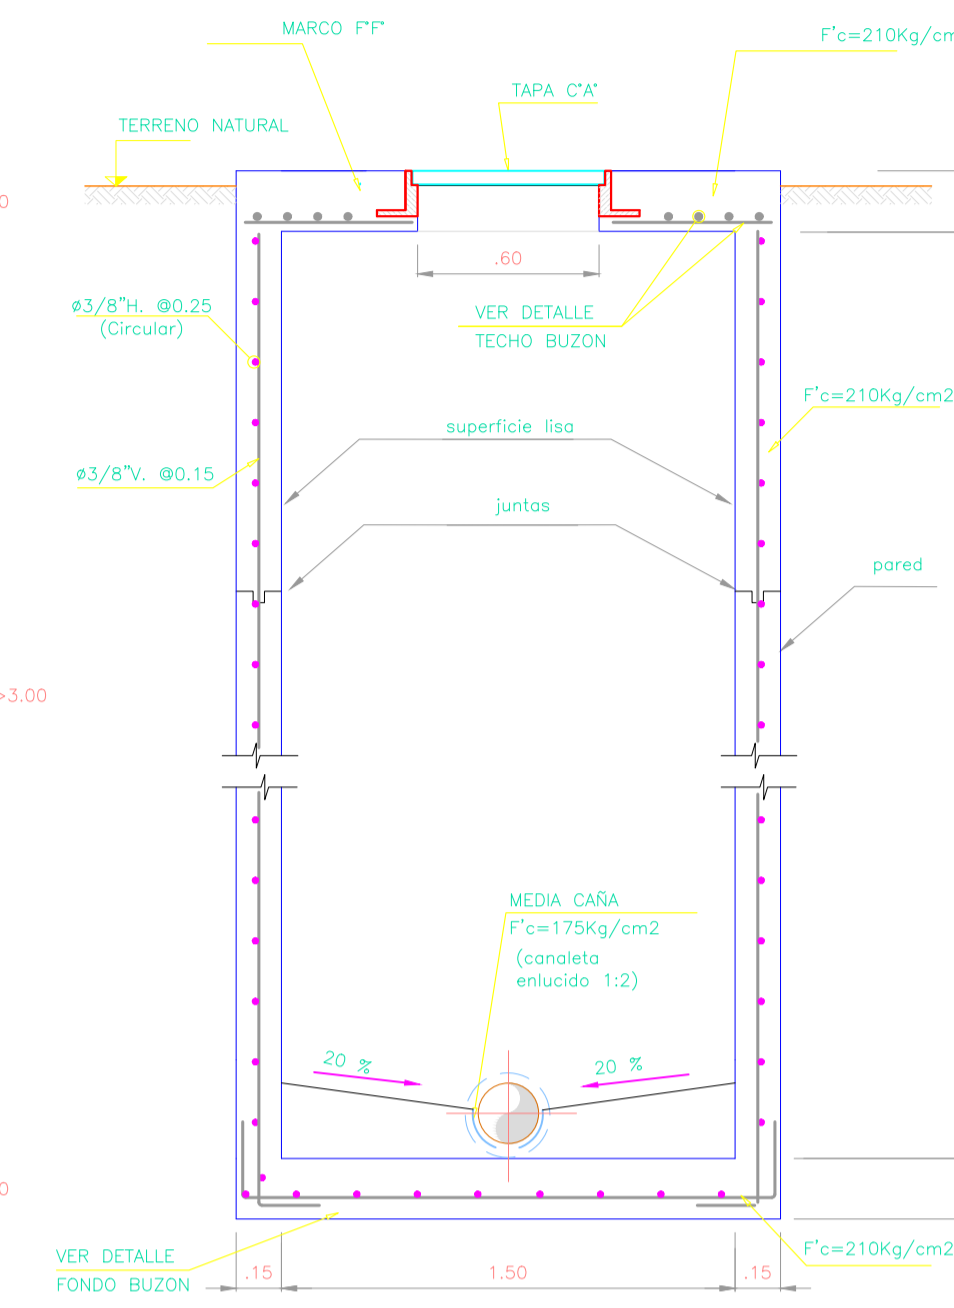 MARCO F°F°
F'c=210Kg/cm
TAPA C°A°
TERRENO NATURAL
0
.60
ø3/8"H. @0.25
(Circular)
VER DETALLE
TECHO BUZON
F'c=210Kg/cm2
superficie lisa
ø3/8"V. @0.15
juntas
pared
>3.00
MEDIA CAÑA
F'c=175Kg/cm2
(canaleta
enlucido 1:2)
20 %
20 %
0
VER DETALLE
FONDO BUZON
.15
1.50
.15
F'c=210Kg/cm2